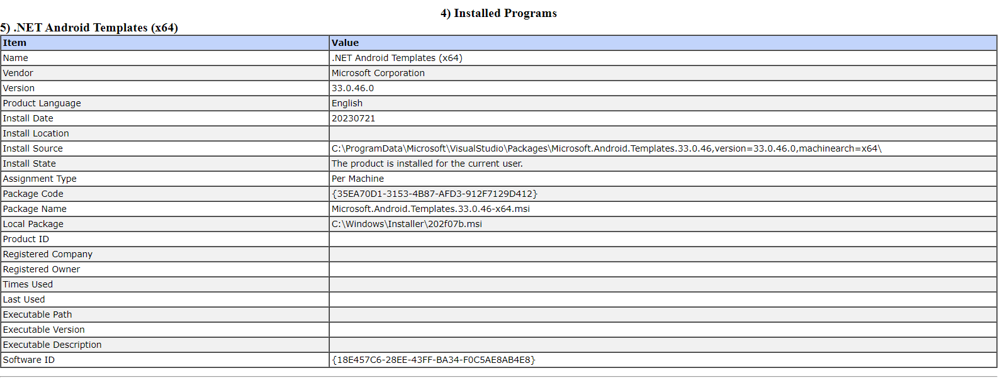 4) Installed Programs
5) .NET Android Templates (x64)
Item Value
Name .NET Android Templates (x64)
Vendor Microsoft Corporation
Version 33.0.46.0
Product Language English
Install Date 20230721
Install Location
Install Source C:\ProgramData\Microsoft\VisualStudio\Packages\Microsoft.Android.Templates.33.0.46,version=33.0.46.0,machinearch=x64\
Install State The product is installed for the current user.
Assignment Type Per Machine
Package Code {35EA70D1-3153-4B87-AFD3-912F7129D412}
Package Name Microsoft.Android.Templates.33.0.46-x64.msi
Local Package C:\Windows\Installer\202f07b.msi
Product ID
Registered Company
Registered Owner
Times Used
Last Used
Executable Path
Executable Version
Executable Description
Software ID {18E457C6-28EE-43FF-BA34-F0C5AE8AB4E8}